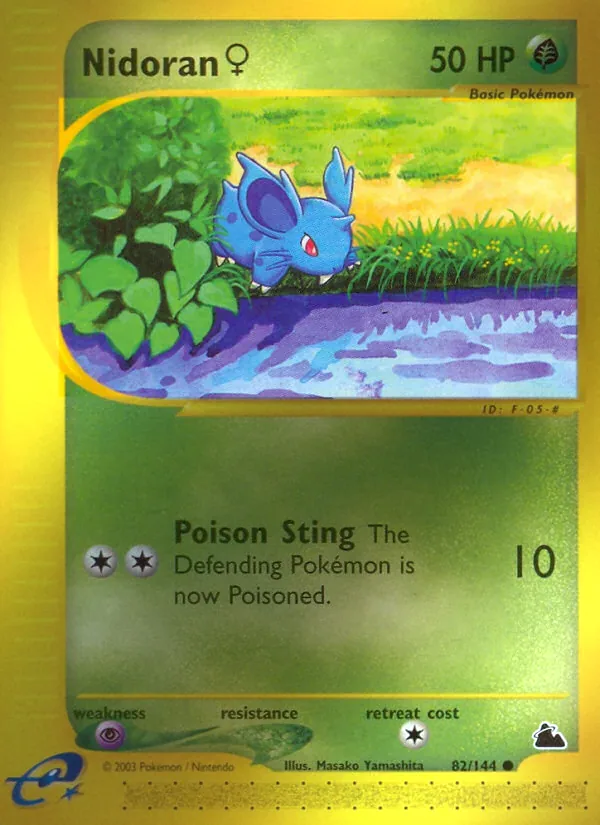 Nidoran♀ 50 HP
Basic Pokémon
ID: F-05-#
Poison Sting The
Defending Pokémon is
now Poisoned.
10
weakness resistance retreat cost
© 2003 Pokémon / Nintendo Illus. Masako Yamashita 82/144 ●
e